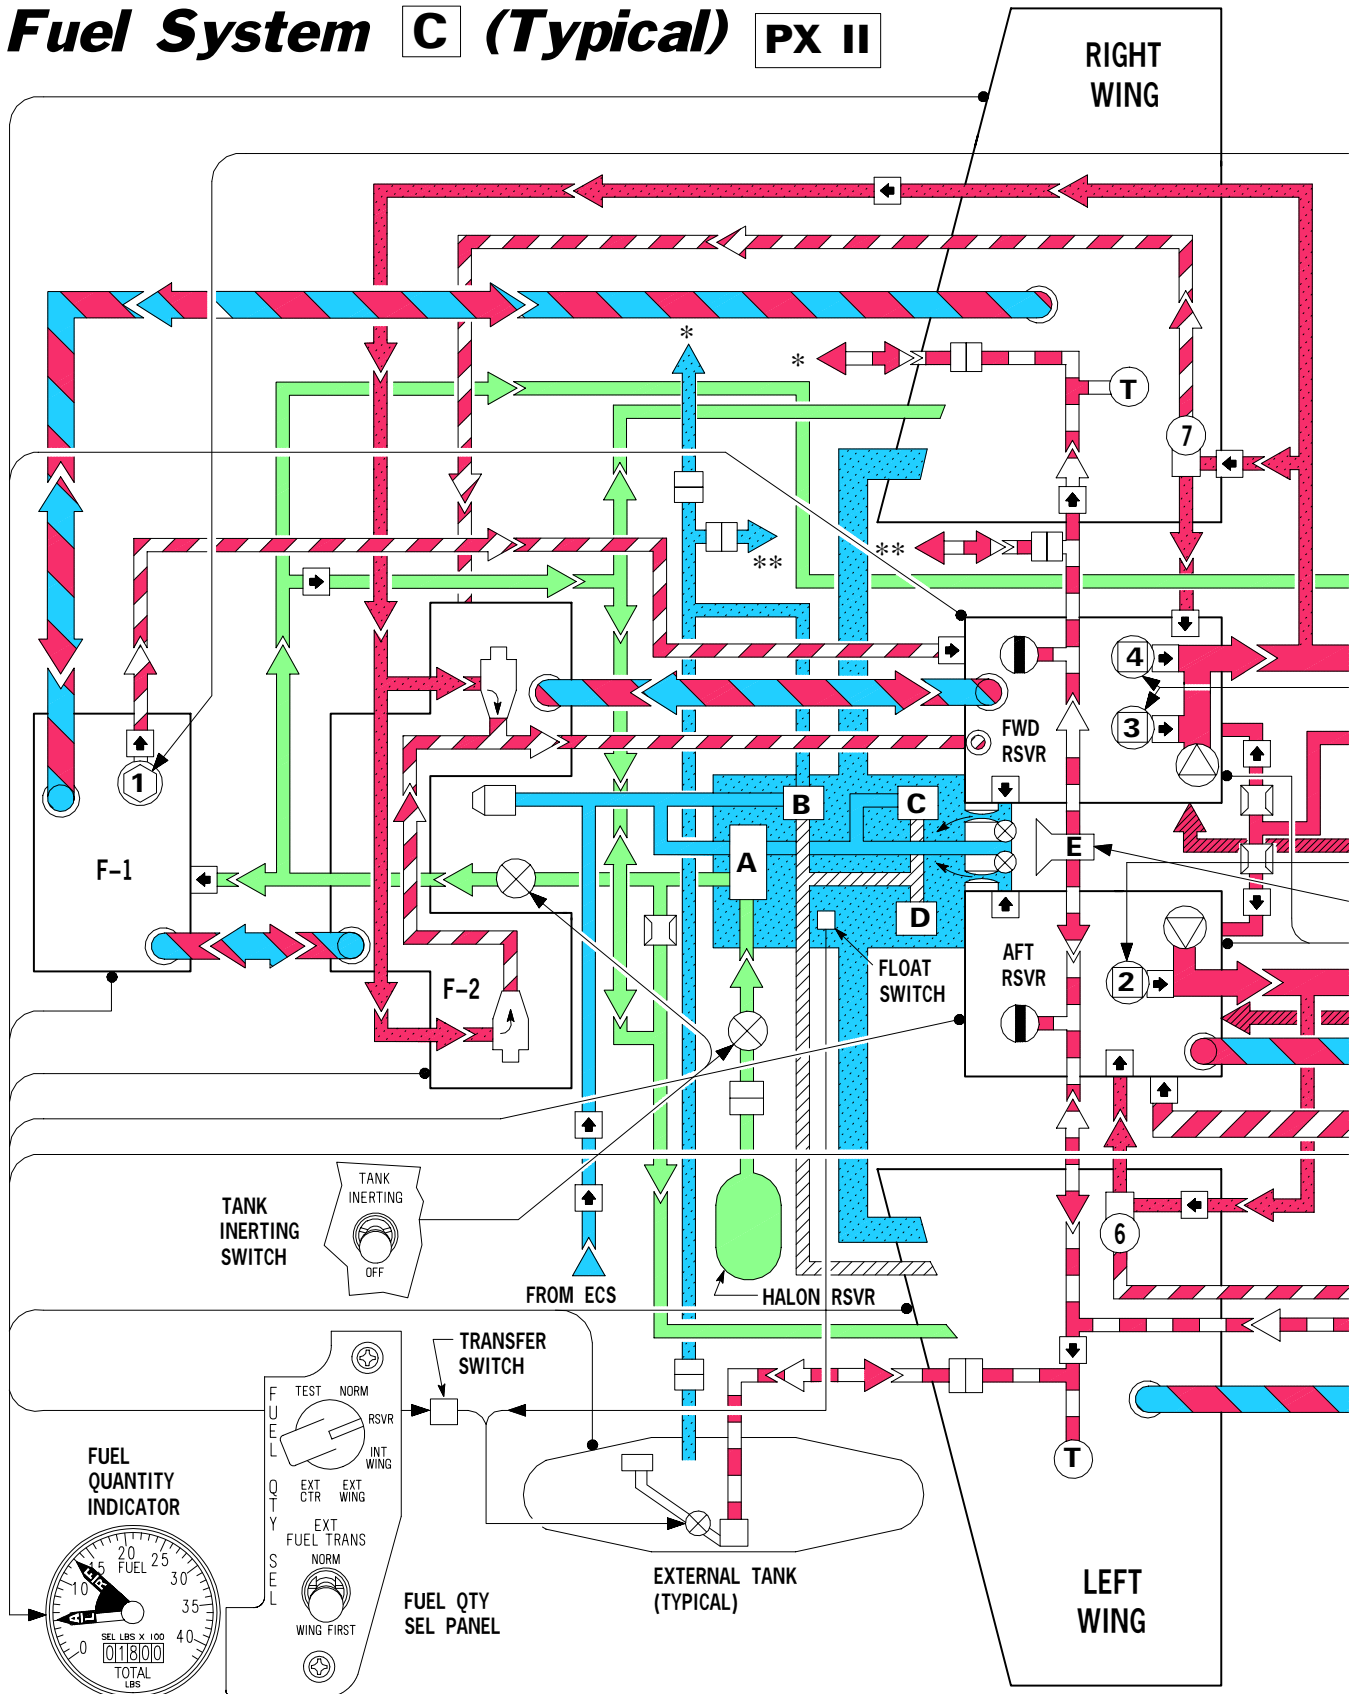 Fuel System C (Typical) PX II
RIGHT
WING
*
*
T
7
**
**
4
3
FWD
RSVR
1
B
C
A
E
F-1
D
AFT
RSVR
2
FLOAT
SWITCH
F-2
TANK
INERTING
OFF
TANK
INERTING
SWITCH
6
FROM ECS
HALON RSVR
TRANSFER
SWITCH
FUEL QTY SEL
TEST NORM
RSVR
INT
WING
EXT
CTR
EXT
WING
EXT
FUEL TRANS
NORM
WING FIRST
T
FUEL
QUANTITY
INDICATOR
0 10 15 20 25 30 35 40
FUEL
F/R
A/L
SEL LBS X 100
01800
TOTAL
LBS
FUEL QTY
SEL PANEL
EXTERNAL TANK
(TYPICAL)
LEFT
WING